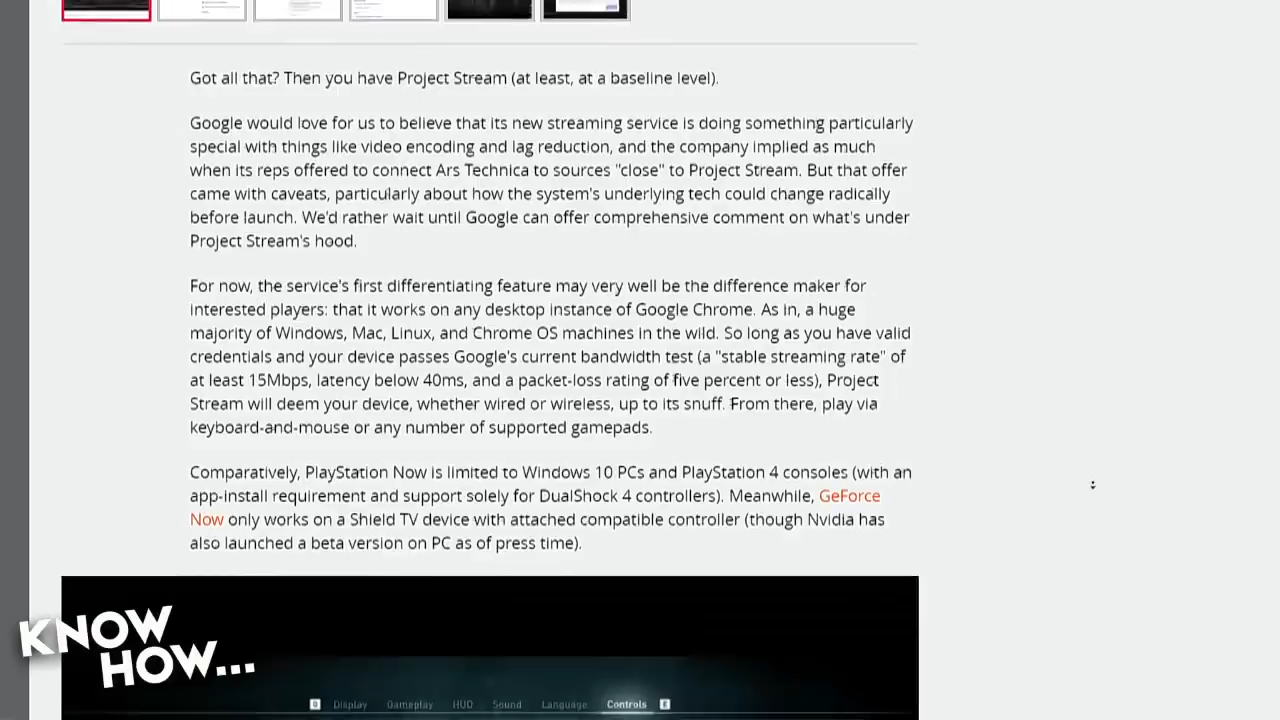 Got all that? Then you have Project Stream (at least, at a baseline level).
Google would love for us to believe that its new streaming service is doing something particularly
special with things like video encoding and lag reduction, and the company implied as much
when its reps offered to connect Ars Technica to sources "close" to Project Stream. But that offer
came with caveats, particularly about how the system's underlying tech could change radically
before launch. We'd rather wait until Google can offer comprehensive comment on what's under
Project Stream's hood.
For now, the service's first differentiating feature may very well be the difference maker for
interested players: that it works on any desktop instance of Google Chrome. As in, a huge
majority of Windows, Mac, Linux, and Chrome OS machines in the wild. So long as you have valid
credentials and your device passes Google's current bandwidth test (a "stable streaming rate" of
at least 15Mbps, latency below 40ms, and a packet-loss rating of five percent or less), Project
Stream will deem your device, whether wired or wireless, up to its snuff. From there, play via
keyboard-and-mouse or any number of supported gamepads.
Comparatively, PlayStation Now is limited to Windows 10 PCs and PlayStation 4 consoles (with an
app-install requirement and support solely for DualShock 4 controllers). Meanwhile, GeForce
Now only works on a Shield TV device with attached compatible controller (though Nvidia has
also launched a beta version on PC as of press time).
KNOW
HOW...
Display Gameplay HUD Sound Language Controls E